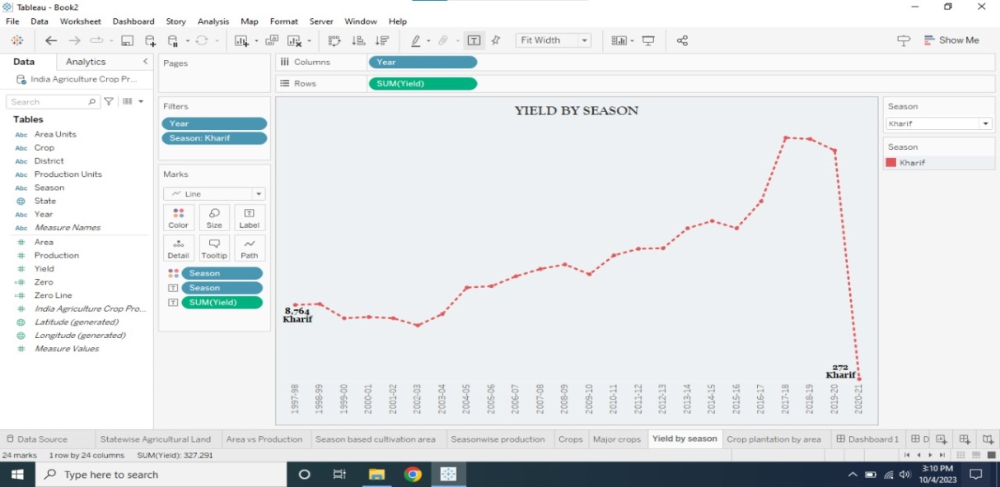 Tableau - Book2
File Data Worksheet Dashboard Story Analysis Map Format Server Window Help
Fit Width
Show Me
Data Analytics
India Agriculture Crop Pr...
Search
Tables
Abc Area Units
Abc Crop
Abc District
Abc Production Units
Abc Season
State
Abc Year
Abc Measure Names
# Area
# Production
# Yield
=# Zero
=# Zero Line
# India Agriculture Crop Pro...
Latitude (generated)
Longitude (generated)
# Measure Values
Pages
Filters
Year
Season: Kharif
Marks
Line
Color Size Label
Detail Tooltip Path
Season
Season
SUM(Yield)
Columns Year
Rows SUM(Yield)
YIELD BY SEASON
8,764
Kharif
272
Kharif
1997-98
1998-99
1999-00
2000-01
2001-02
2002-03
2003-04
2004-05
2005-06
2006-07
2007-08
2008-09
2009-10
2010-11
2011-12
2012-13
2013-14
2014-15
2015-16
2016-17
2017-18
2018-19
2019-20
2020-21
Season
Kharif
Season
Kharif
Data Source Statewise Agricultural Land Area vs Production Season based cultivation area Seasonwise production Crops Major crops Yield by season Crop plantation by area Dashboard 1 D
24 marks 1 row by 24 columns SUM(Yield): 327,291
Type here to search
3:10 PM
10/4/2023